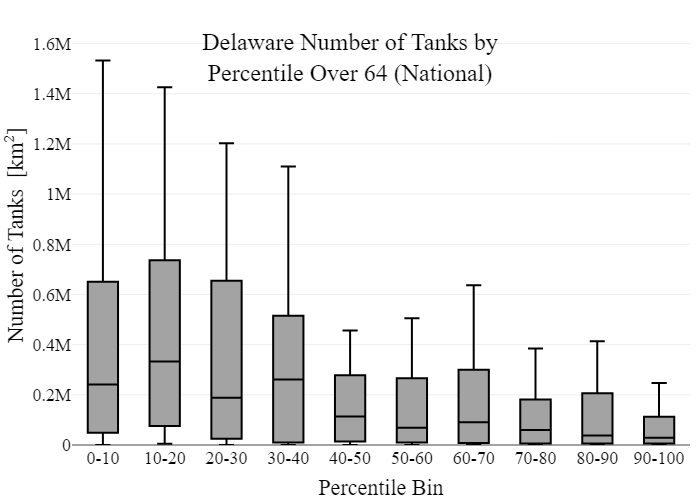 Delaware Number of Tanks by
Percentile Over 64 (National)
Number of Tanks [km²]
1.6M
1.4M
1.2M
1M
0.8M
0.6M
0.4M
0.2M
0
0-10 10-20 20-30 30-40 40-50 50-60 60-70 70-80 80-90 90-100
Percentile Bin